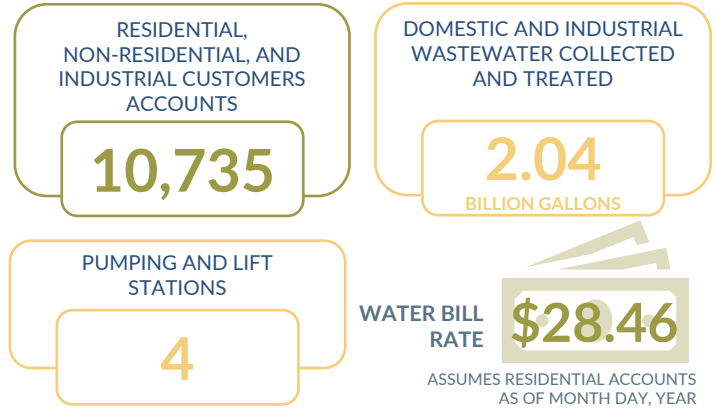 RESIDENTIAL,
NON-RESIDENTIAL, AND
INDUSTRIAL CUSTOMERS
ACCOUNTS
10,735
DOMESTIC AND INDUSTRIAL
WASTEWATER COLLECTED
AND TREATED
2.04
BILLION GALLONS
PUMPING AND LIFT
STATIONS
4
WATER BILL
RATE
$28.46
ASSUMES RESIDENTIAL ACCOUNTS
AS OF MONTH DAY, YEAR